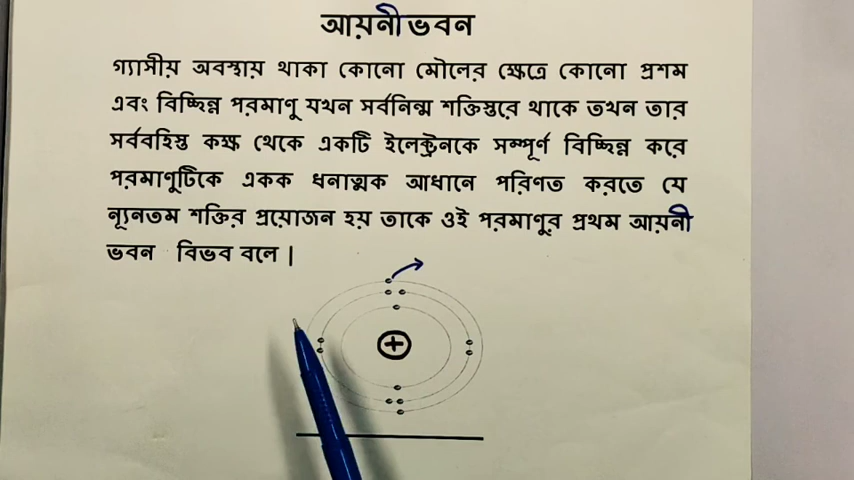 আয়নী ভবন
গ্যাসীয় অবস্থায় থাকা কোনো মৌলের ক্ষেত্রে কোনো প্রশম
এবং বিচ্ছিন্ন পরমাণু যখন সর্বনিন্ম শক্তিস্তরে থাকে তখন তার
সর্ববহিস্ত কক্ষ থেকে একটি ইলেক্ট্রনকে সম্পূর্ণ বিচ্ছিন্ন করে
পরমাণুটিকে একক ধনাত্মক আধানে পরিণত করতে যে
ন্যূনতম শক্তির প্রয়োজন হয় তাকে ওই পরমাণুর প্রথম আয়নী
ভবন বিভব বলে |
+